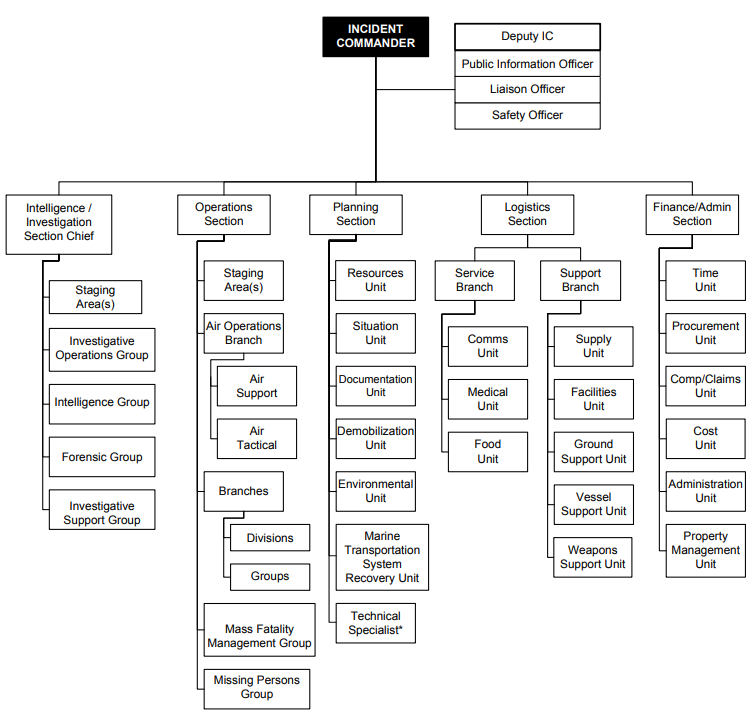 INCIDENT
COMMANDER
Deputy IC
Public Information Officer
Liaison Officer
Safety Officer
Intelligence /
Investigation
Section Chief
Staging
Area(s)
Investigative
Operations Group
Intelligence Group
Forensic Group
Investigative
Support Group
Operations
Section
Staging
Area(s)
Air Operations
Branch
Air
Support
Air
Tactical
Branches
Divisions
Groups
Mass Fatality
Management Group
Missing Persons
Group
Planning
Section
Resources
Unit
Situation
Unit
Documentation
Unit
Demobilization
Unit
Environmental
Unit
Marine
Transportation
System
Recovery Unit
Technical
Specialist*
Logistics
Section
Service
Branch
Comms
Unit
Medical
Unit
Food
Unit
Support
Branch
Supply
Unit
Facilities
Unit
Ground
Support Unit
Vessel
Support Unit
Weapons
Support Unit
Finance/Admin
Section
Time
Unit
Procurement
Unit
Comp/Claims
Unit
Cost
Unit
Administration
Unit
Property
Management
Unit